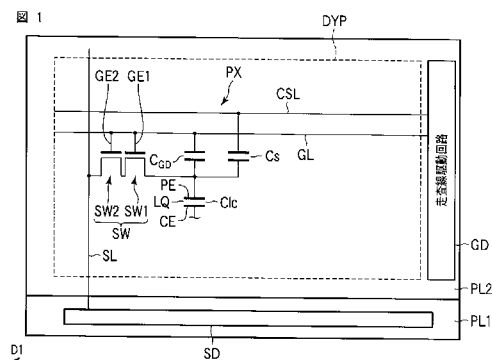 図 1
DYP
GE2 GE1
PX
CSL
CGD
Cs
GL
走査線駆動回路
PE
LQ
Clc
CE
SW2 SW1
SW
SL
GD
PL2
PL1
D1
SD